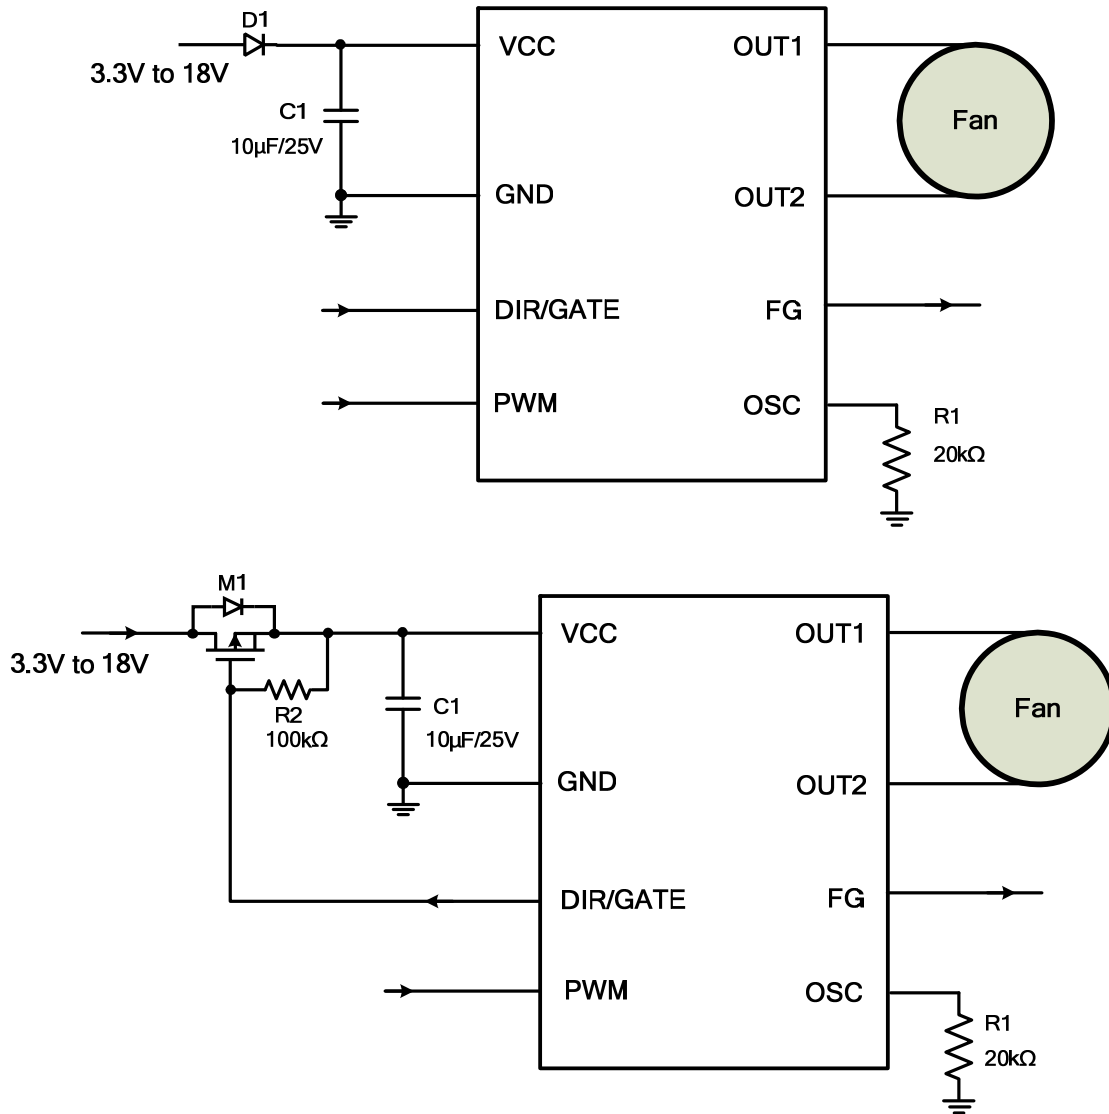 D1
3.3V to 18V
C1
10µF/25V
VCC
GND
DIR/GATE
PWM
OUT1
OUT2
FG
OSC
Fan
R1
20kΩ
M1
3.3V to 18V
R2
100kΩ
C1
10µF/25V
VCC
GND
DIR/GATE
PWM
OUT1
OUT2
FG
OSC
Fan
R1
20kΩ